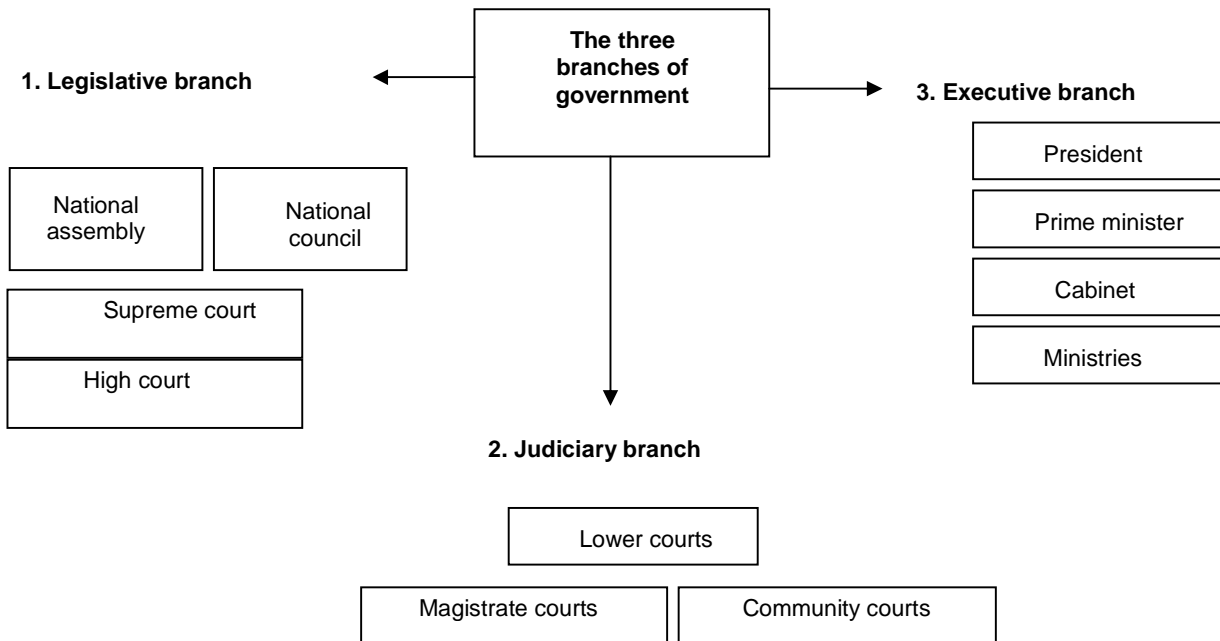 The three
branches of
government
1. Legislative branch
National
assembly
National
council
Supreme court
High court
3. Executive branch
President
Prime minister
Cabinet
Ministries
2. Judiciary branch
Lower courts
Magistrate courts
Community courts